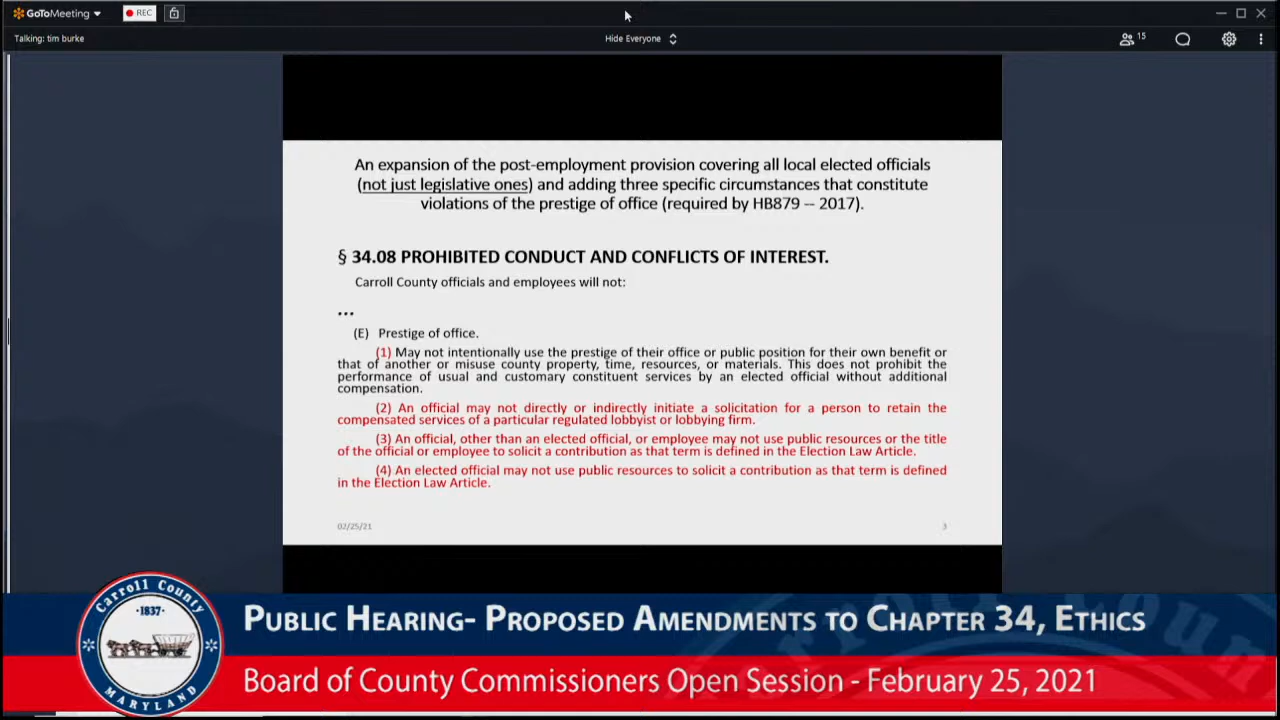 GoToMeeting
REC
Talking: tim burke
Hide Everyone
15
An expansion of the post-employment provision covering all local elected officials
(not just legislative ones) and adding three specific circumstances that constitute
violations of the prestige of office (required by HB879 -- 2017).
§ 34.08 PROHIBITED CONDUCT AND CONFLICTS OF INTEREST.
Carroll County officials and employees will not:
...
(E) Prestige of office.
(1) May not intentionally use the prestige of their office or public position for their own benefit or
that of another or misuse county property, time, resources, or materials. This does not prohibit the
performance of usual and customary constituent services by an elected official without additional
compensation.
(2) An official may not directly or indirectly initiate a solicitation for a person to retain the
compensated services of a particular regulated lobbyist or lobbying firm.
(3) An official, other than an elected official, or employee may not use public resources or the title
of the official or employee to solicit a contribution as that term is defined in the Election Law Article.
(4) An elected official may not use public resources to solicit a contribution as that term is defined
in the Election Law Article.
02/25/21
3
Carroll County
·1837·
MARYLAND
PUBLIC HEARING- PROPOSED AMENDMENTS TO CHAPTER 34, ETHICS
Board of County Commissioners Open Session - February 25, 2021